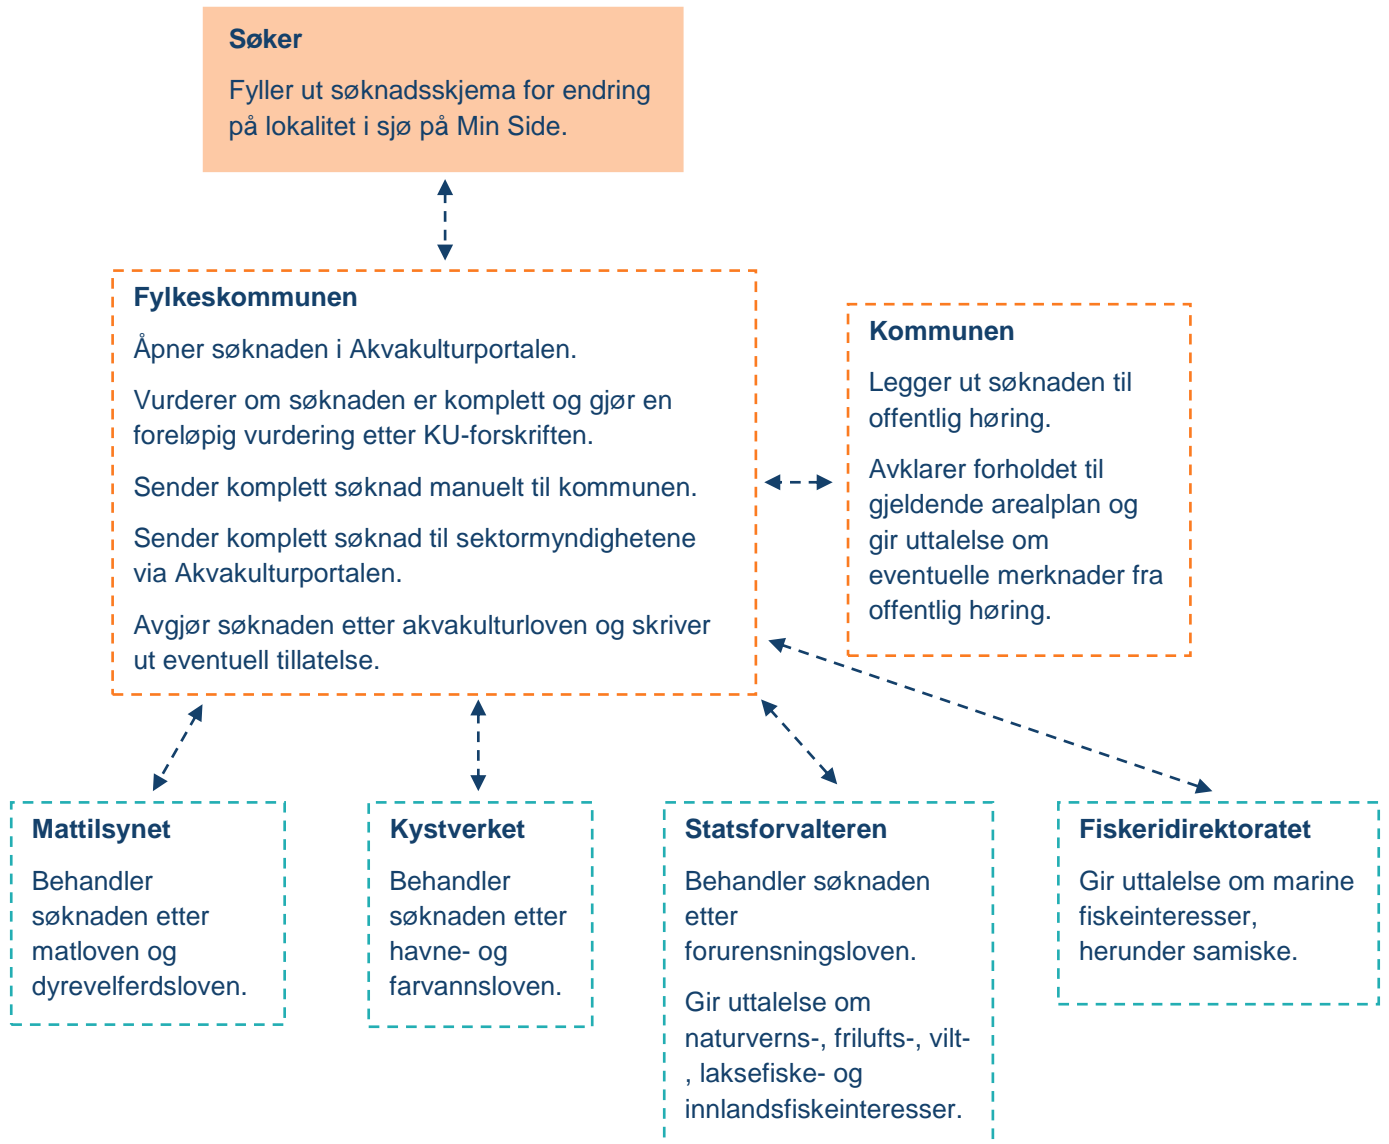 Søker
Fyller ut søknadsskjema for endring
på lokalitet i sjø på Min Side.
Fylkeskommunen
Åpner søknaden i Akvakulturportalen.
Vurderer om søknaden er komplett og gjør en
foreløpig vurdering etter KU-forskriften.
Sender komplett søknad manuelt til kommunen.
Sender komplett søknad til sektormyndighetene
via Akvakulturportalen.
Avgjør søknaden etter akvakulturloven og skriver
ut eventuell tillatelse.
Kommunen
Legger ut søknaden til
offentlig høring.
Avklarer forholdet til
gjeldende arealplan og
gir uttalelse om
eventuelle merknader fra
offentlig høring.
Mattilsynet
Behandler
søknaden etter
matloven og
dyrevelferdsloven.
Kystverket
Behandler
søknaden etter
havne- og
farvannsloven.
Statsforvalteren
Behandler søknaden
etter
forurensningsloven.
Gir uttalelse om
naturverns-, frilufts-, vilt-
, laksefiske- og
innlandsfiskeinteresser.
Fiskeridirektoratet
Gir uttalelse om marine
fiskeinteresser,
herunder samiske.